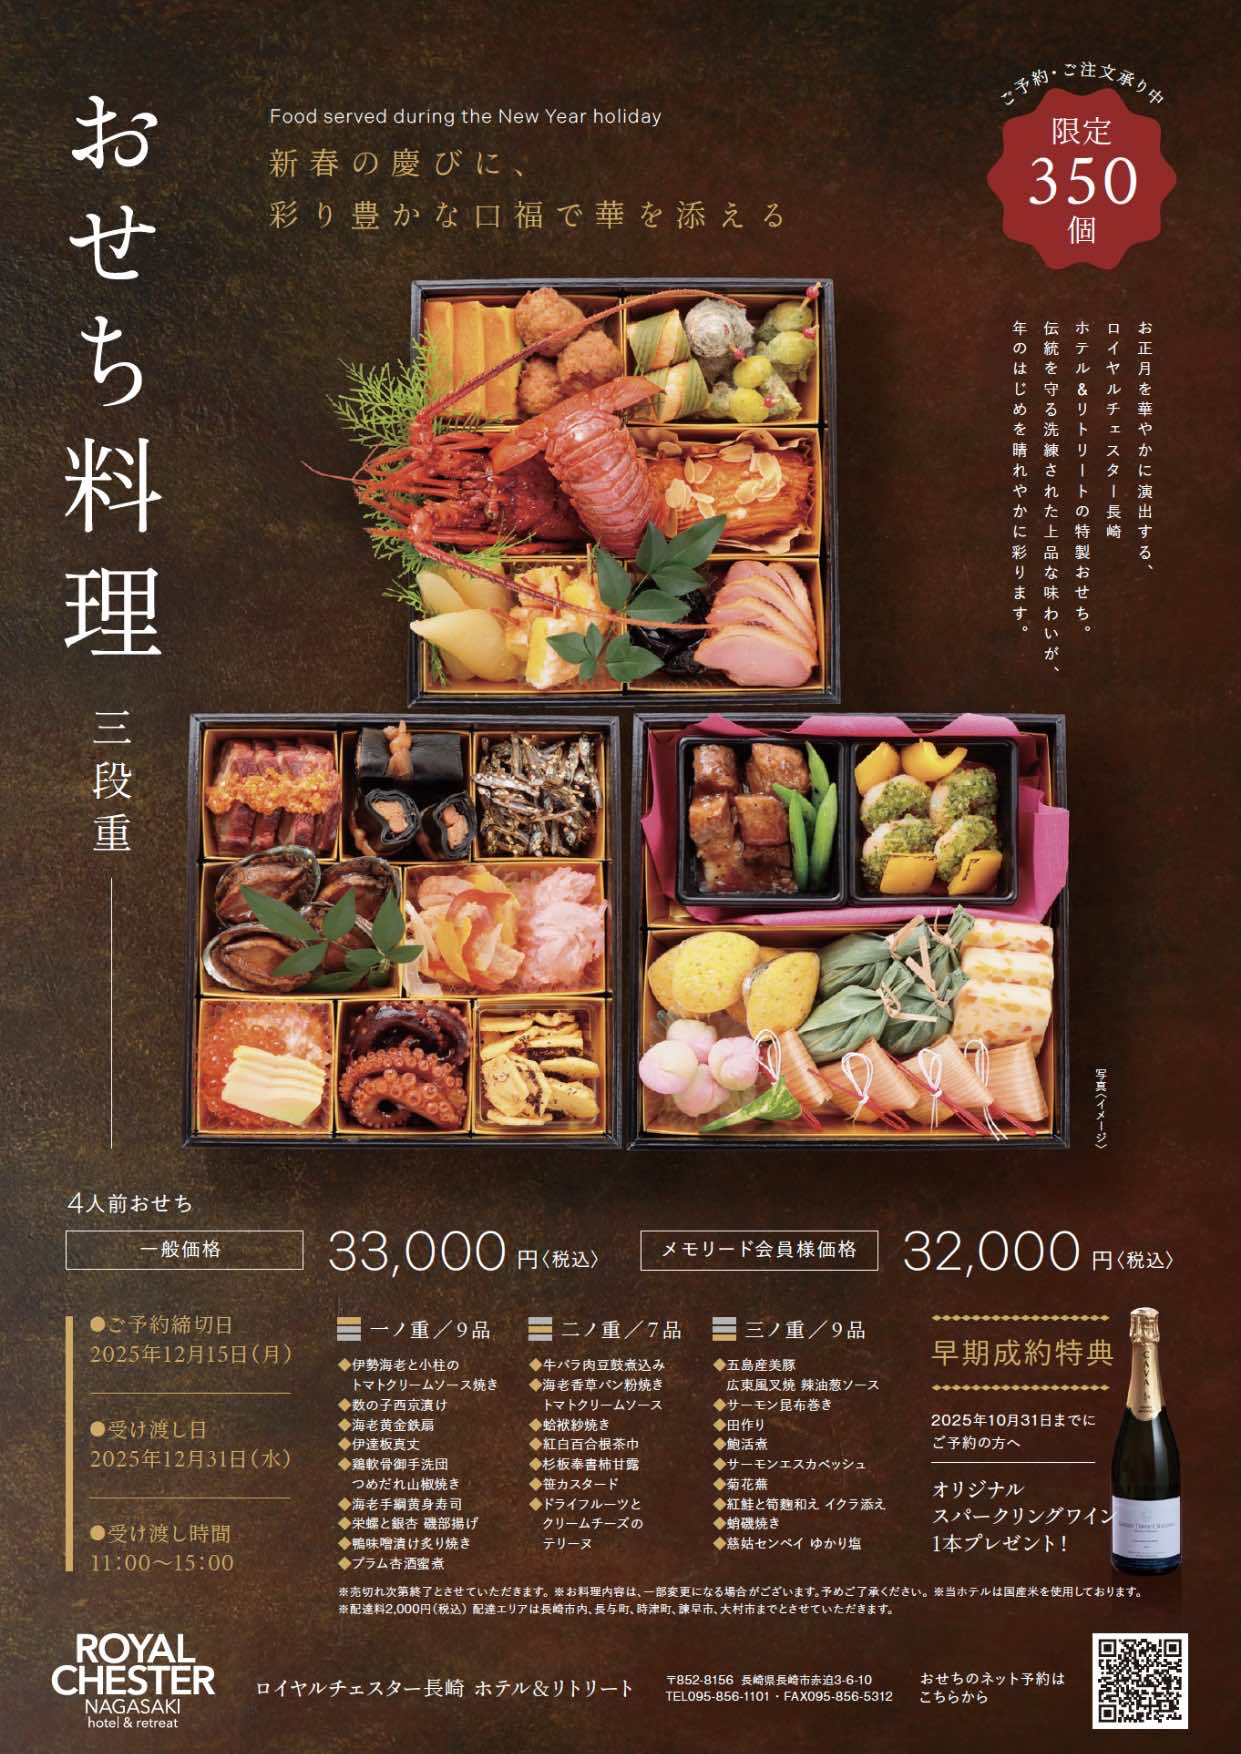 おせち料理 三段重
Food served during the New Year holiday
新春の慶びに、
彩り豊かな口福で華を添える
ご予約・ご注文承り中
限定
350
個
お正月を華やかに演出する、
ロイヤルチェスター長崎
ホテル&リトリートの特製おせち。
伝統を守る洗練された上品な味わいが、
年のはじめを晴れやかに彩ります。
写真〈イメージ〉
4人前おせち
一般価格 33,000円〈税込〉
メモリード会員様価格 32,000円〈税込〉
●ご予約締切日
2025年12月15日(月)
●受け渡し日
2025年12月31日(水)
●受け渡し時間
11:00〜15:00
一ノ重／9品
◆伊勢海老と小柱の
トマトクリームソース焼き
◆数の子西京漬け
◆海老黄金鉄扇
◆伊達板真丈
◆鶏軟骨御手洗団
つめだれ山椒焼き
◆海老手綱黄身寿司
◆栄螺と銀杏 磯部揚げ
◆鴨味噌漬け炙り焼き
◆プラム杏酒蜜煮
二ノ重／7品
◆牛バラ肉豆鼓煮込み
◆海老香草パン粉焼き
トマトクリームソース
◆蛤袱紗焼き
◆紅白百合根茶巾
◆杉板奉書柿甘露
◆笹カスタード
◆ドライフルーツと
クリームチーズの
テリーヌ
三ノ重／9品
◆五島産美豚
広東風叉焼 辣油葱ソース
◆サーモン昆布巻き
◆田作り
◆鮑活煮
◆サーモンエスカベッシュ
◆菊花蕪
◆紅鮭と筍麹和え イクラ添え
◆蛸磯焼き
◆慈姑センベイ ゆかり塩
早期成約特典
2025年10月31日までに
ご予約の方へ
オリジナル
スパークリングワイン
1本プレゼント！
※売切れ次第終了とさせていただきます。※お料理内容は、一部変更になる場合がございます。予めご了承ください。※当ホテルは国産米を使用しております。
※配達料2,000円(税込) 配達エリアは長崎市内、長与町、時津町、諫早市、大村市までとさせていただきます。
ROYAL
CHESTER
NAGASAKI
hotel & retreat
ロイヤルチェスター長崎 ホテル&リトリート
〒852-8156 長崎県長崎市赤迫3-6-10
TEL095-856-1101・FAX095-856-5312
おせちのネット予約は
こちらから